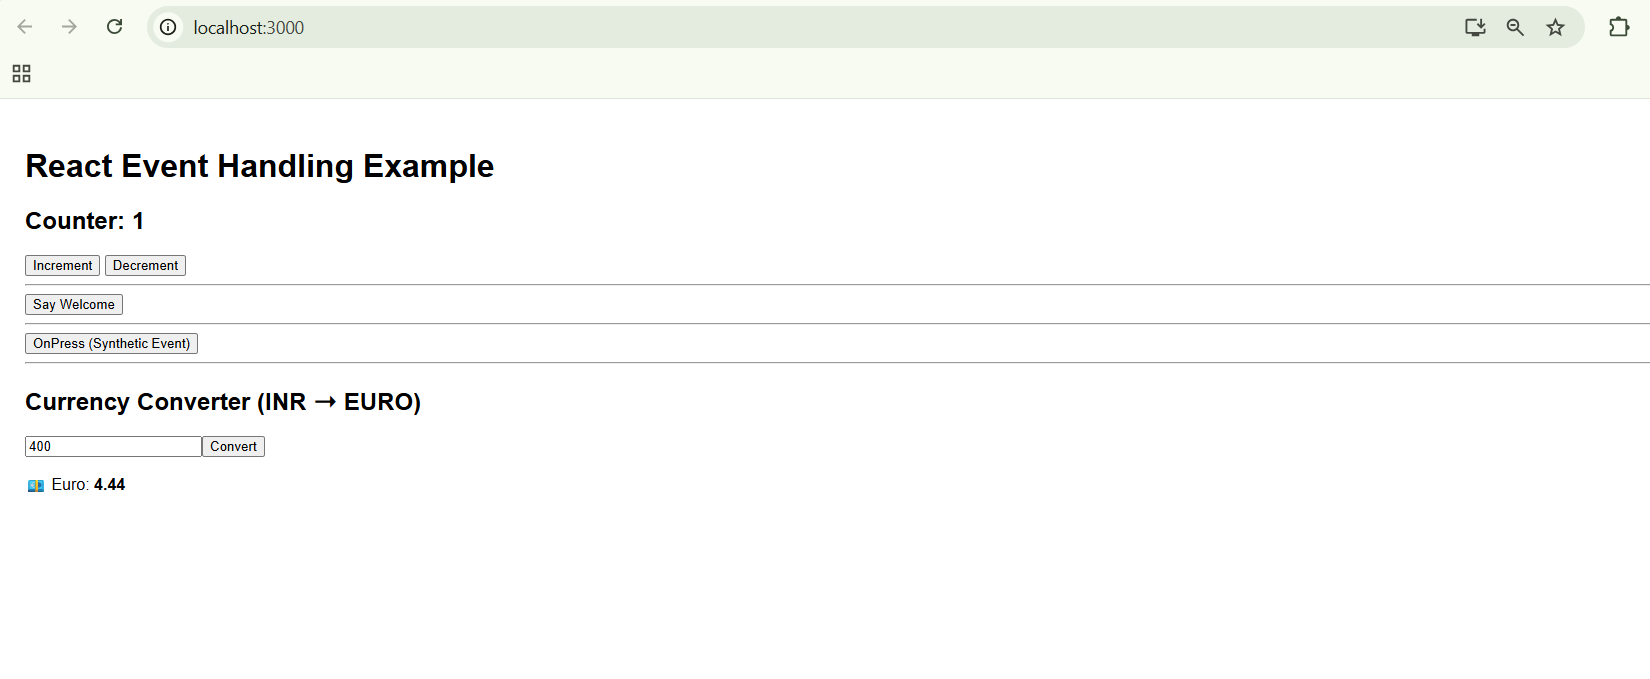 localhost:3000
React Event Handling Example
Counter: 1
Increment Decrement
Say Welcome
OnPress (Synthetic Event)
Currency Converter (INR → EURO)
400 Convert
💶 Euro: 4.44